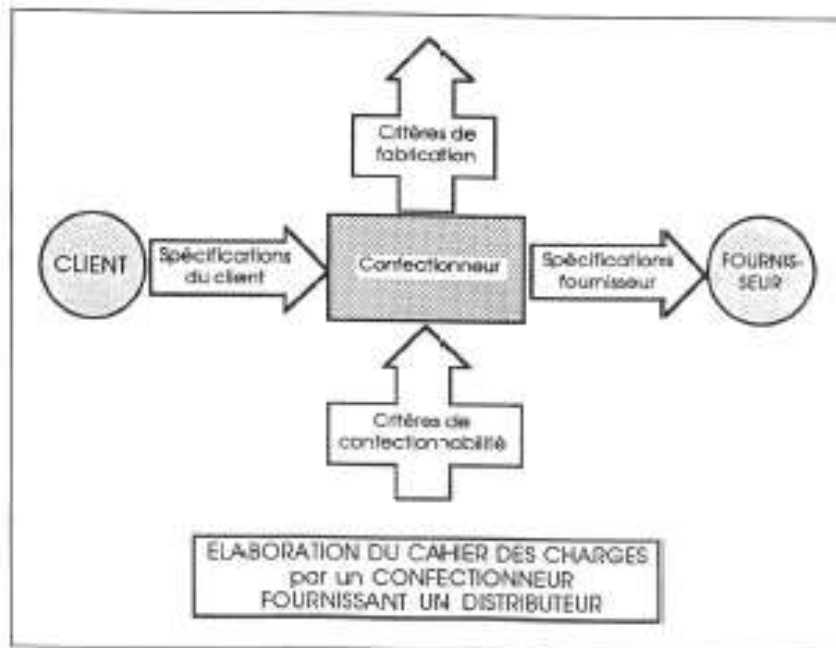 Critères de
fabrication
CLIENT
Spécifications
du client
Confectionneur
Spécifications
fournisseur
FOURNIS-
SEUR
Critères de
confectionnabilité
ELABORATION DU CAHIER DES CHARGES
par un CONFECTIONNEUR
FOURNISSANT UN DISTRIBUTEUR